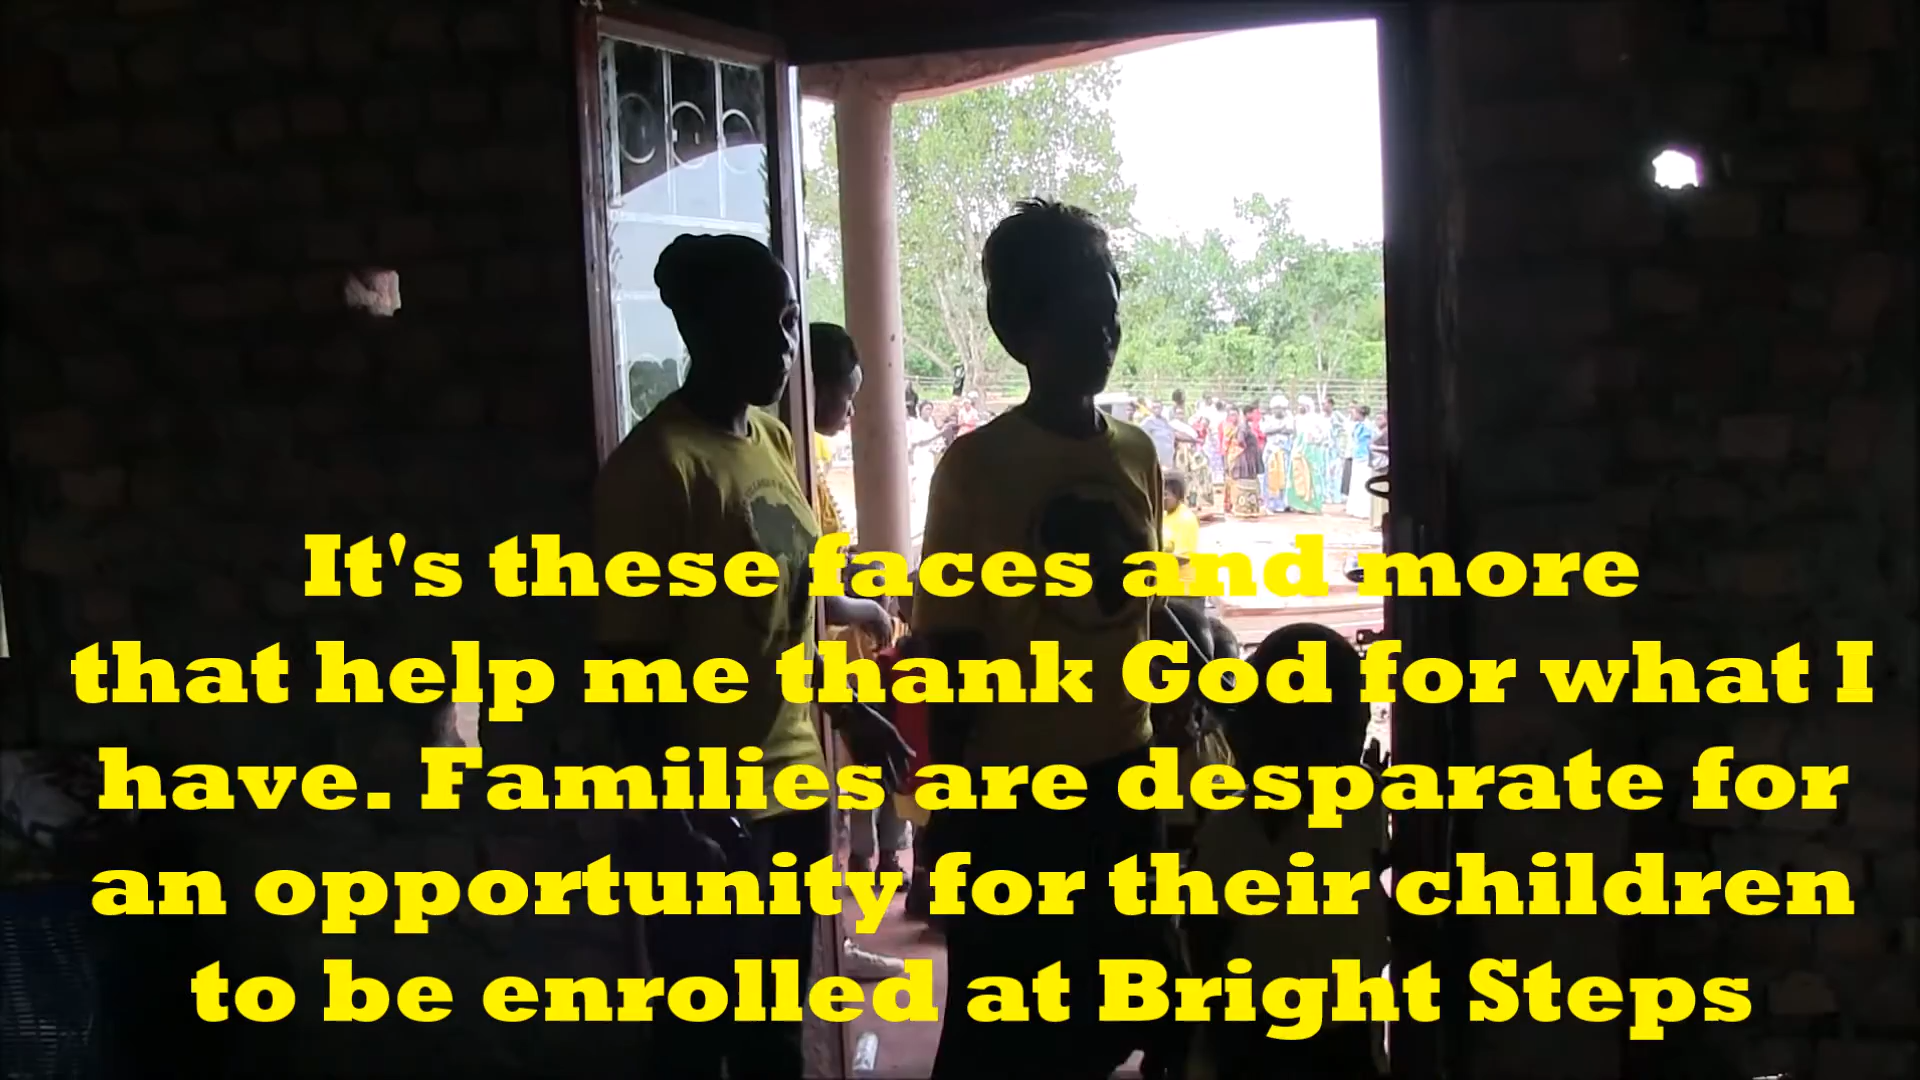 It's these faces and more
that help me thank God for what I
have. Families are desparate for
an opportunity for their children
to be enrolled at Bright Steps